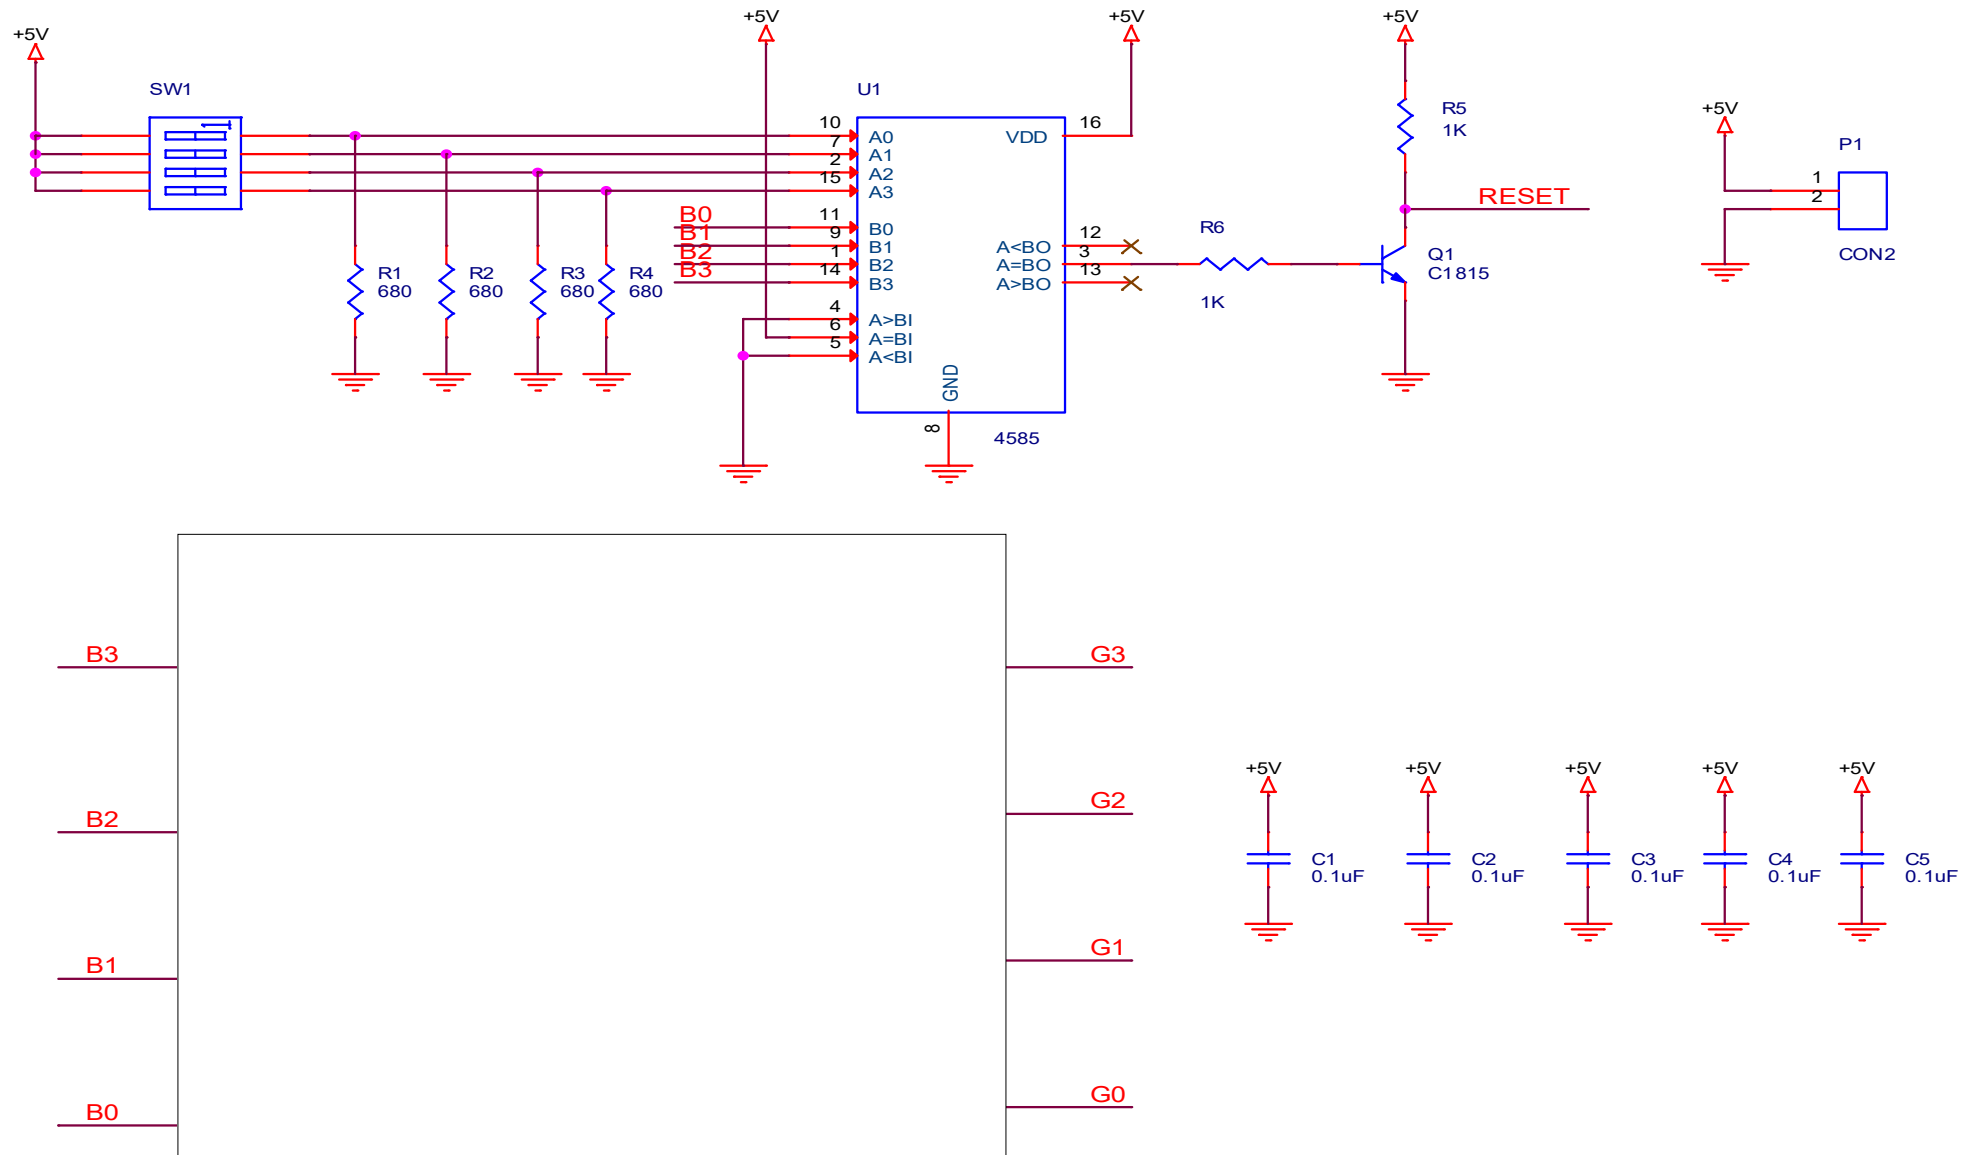 +5V
+5V
+5V
+5V
SW1
U1
R5
1K
+5V
P1
10
A0
VDD
16
7
A1
2
A2
15
A3
1
2
CON2
RESET
B0
11
B0
B1
9
B1
B2
1
B2
B3
14
B3
A<BO
12
A=BO
3
A>BO
13
R6
1K
Q1
C1815
R1
680
R2
680
R3
680
R4
680
4
A>BI
6
A=BI
5
A<BI
GND
8
4585
B3
G3
B2
G2
B1
G1
B0
G0
+5V
+5V
+5V
+5V
+5V
C1
0.1uF
C2
0.1uF
C3
0.1uF
C4
0.1uF
C5
0.1uF